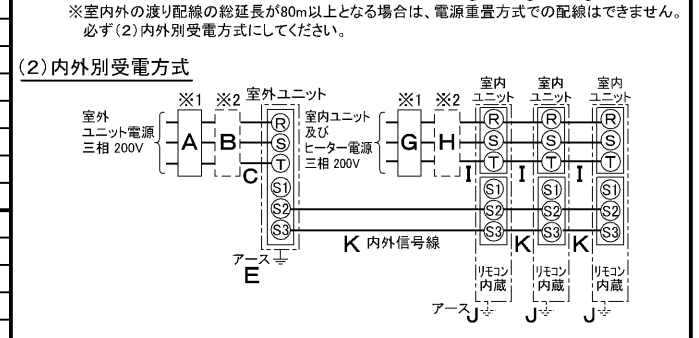 ※室内外の渡り配線の総延長が80m以上となる場合は、電源重畳方式での配線はできません。
必ず(2)内外別受電方式にしてください。
(2)内外別受電方式
室外
ユニット電源
三相 200V
※1
※2
A
B
C
室外ユニット
R
S
T
S1
S2
S3
アース
E
室内ユニット
及び
ヒーター電源
三相 200V
※1
※2
G
H
I
I
I
K 内外信号線
K
K
室内
ユニット
室内
ユニット
室内
ユニット
R
R
R
S
S
S
T
T
T
S1
S1
S1
S2
S2
S2
S3
S3
S3
リモコン
内蔵
リモコン
内蔵
リモコン
内蔵
アース J
J
J